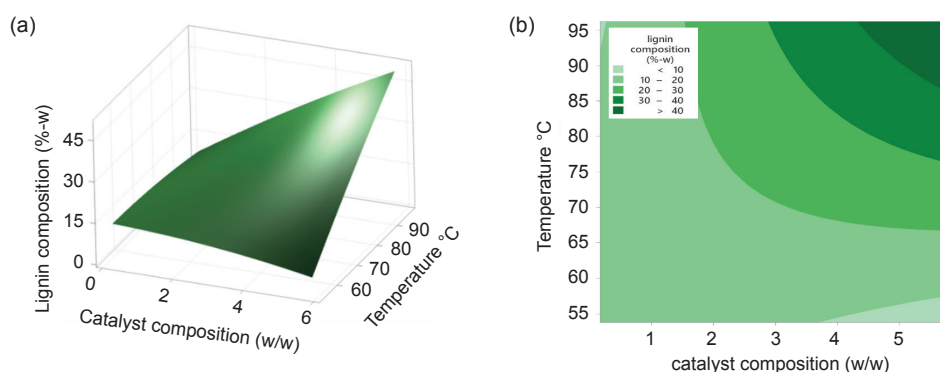 (a)
Lignin composition (%-w)
45
30
15
0
0
2
4
6
Catalyst composition (w/w)
60
70
80
90
Temperature °C
(b)
Temperature °C
95
90
85
80
75
70
65
60
55
lignin
composition
(%-w)
< 10
10 – 20
20 – 30
30 – 40
> 40
1 2 3 4 5
catalyst composition (w/w)